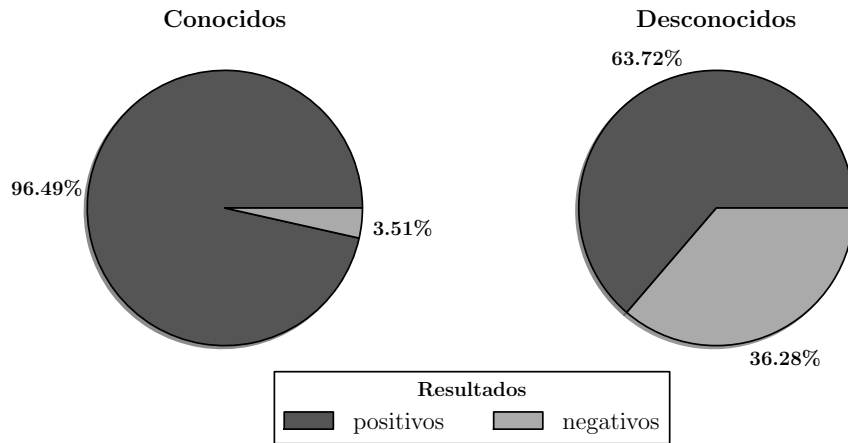 Conocidos
Desconocidos
63.72%
96.49%
3.51%
36.28%
Resultados
positivos negativos